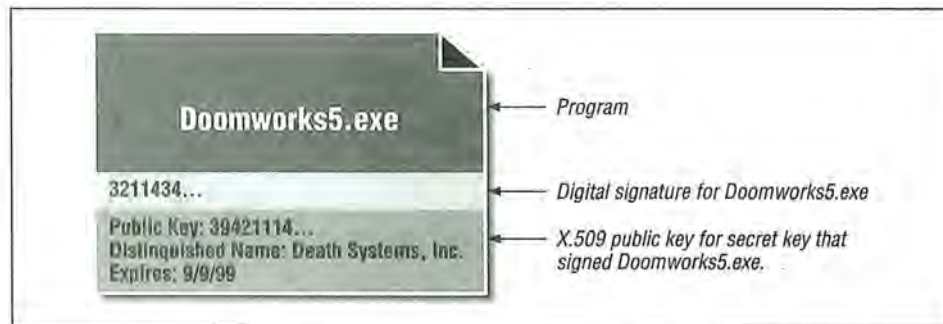 Doomworks5.exe
Program
3211434...
Digital signature for Doomworks5.exe
Public Key: 39421114...
Distinguished Name: Death Systems, Inc.
Expires: 9/9/99
X.509 public key for secret key that
signed Doomworks5.exe.